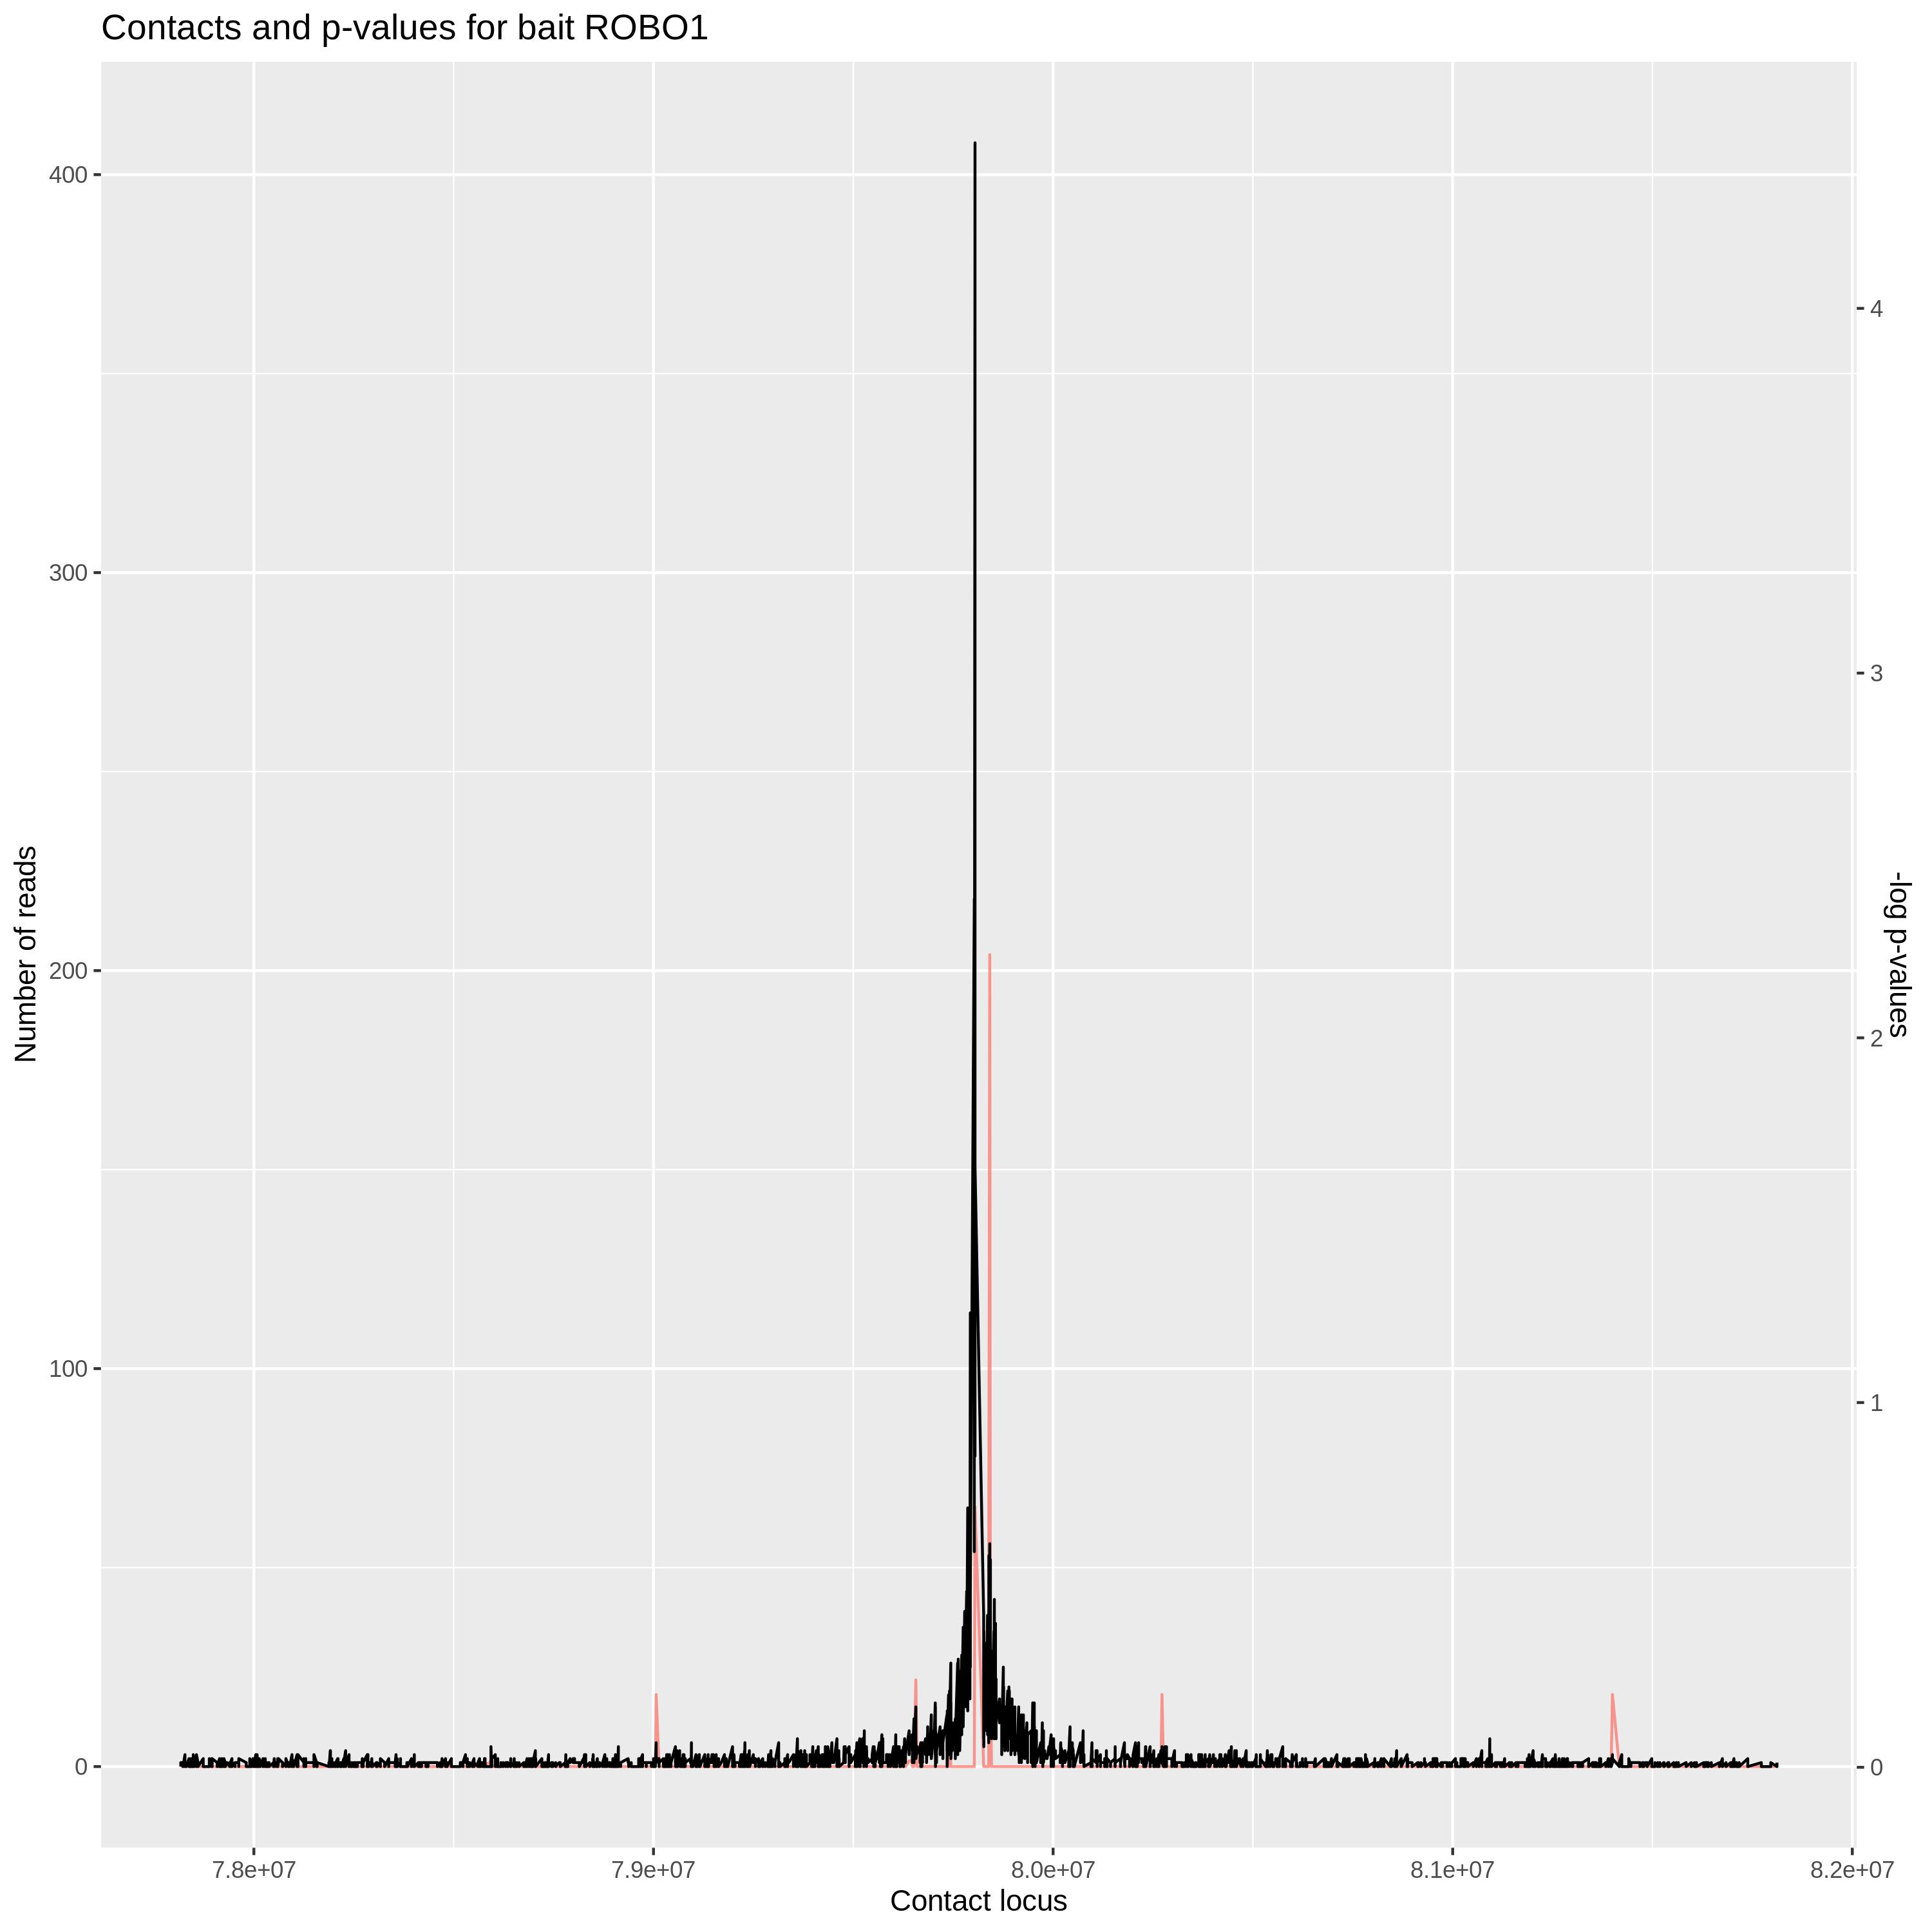 Contacts and p-values for bait ROBO1
400
300
200
100
0
Number of reads
4
3
2
1
0
-log p-values
7.8e+07
7.9e+07
8.0e+07
8.1e+07
8.2e+07
Contact locus